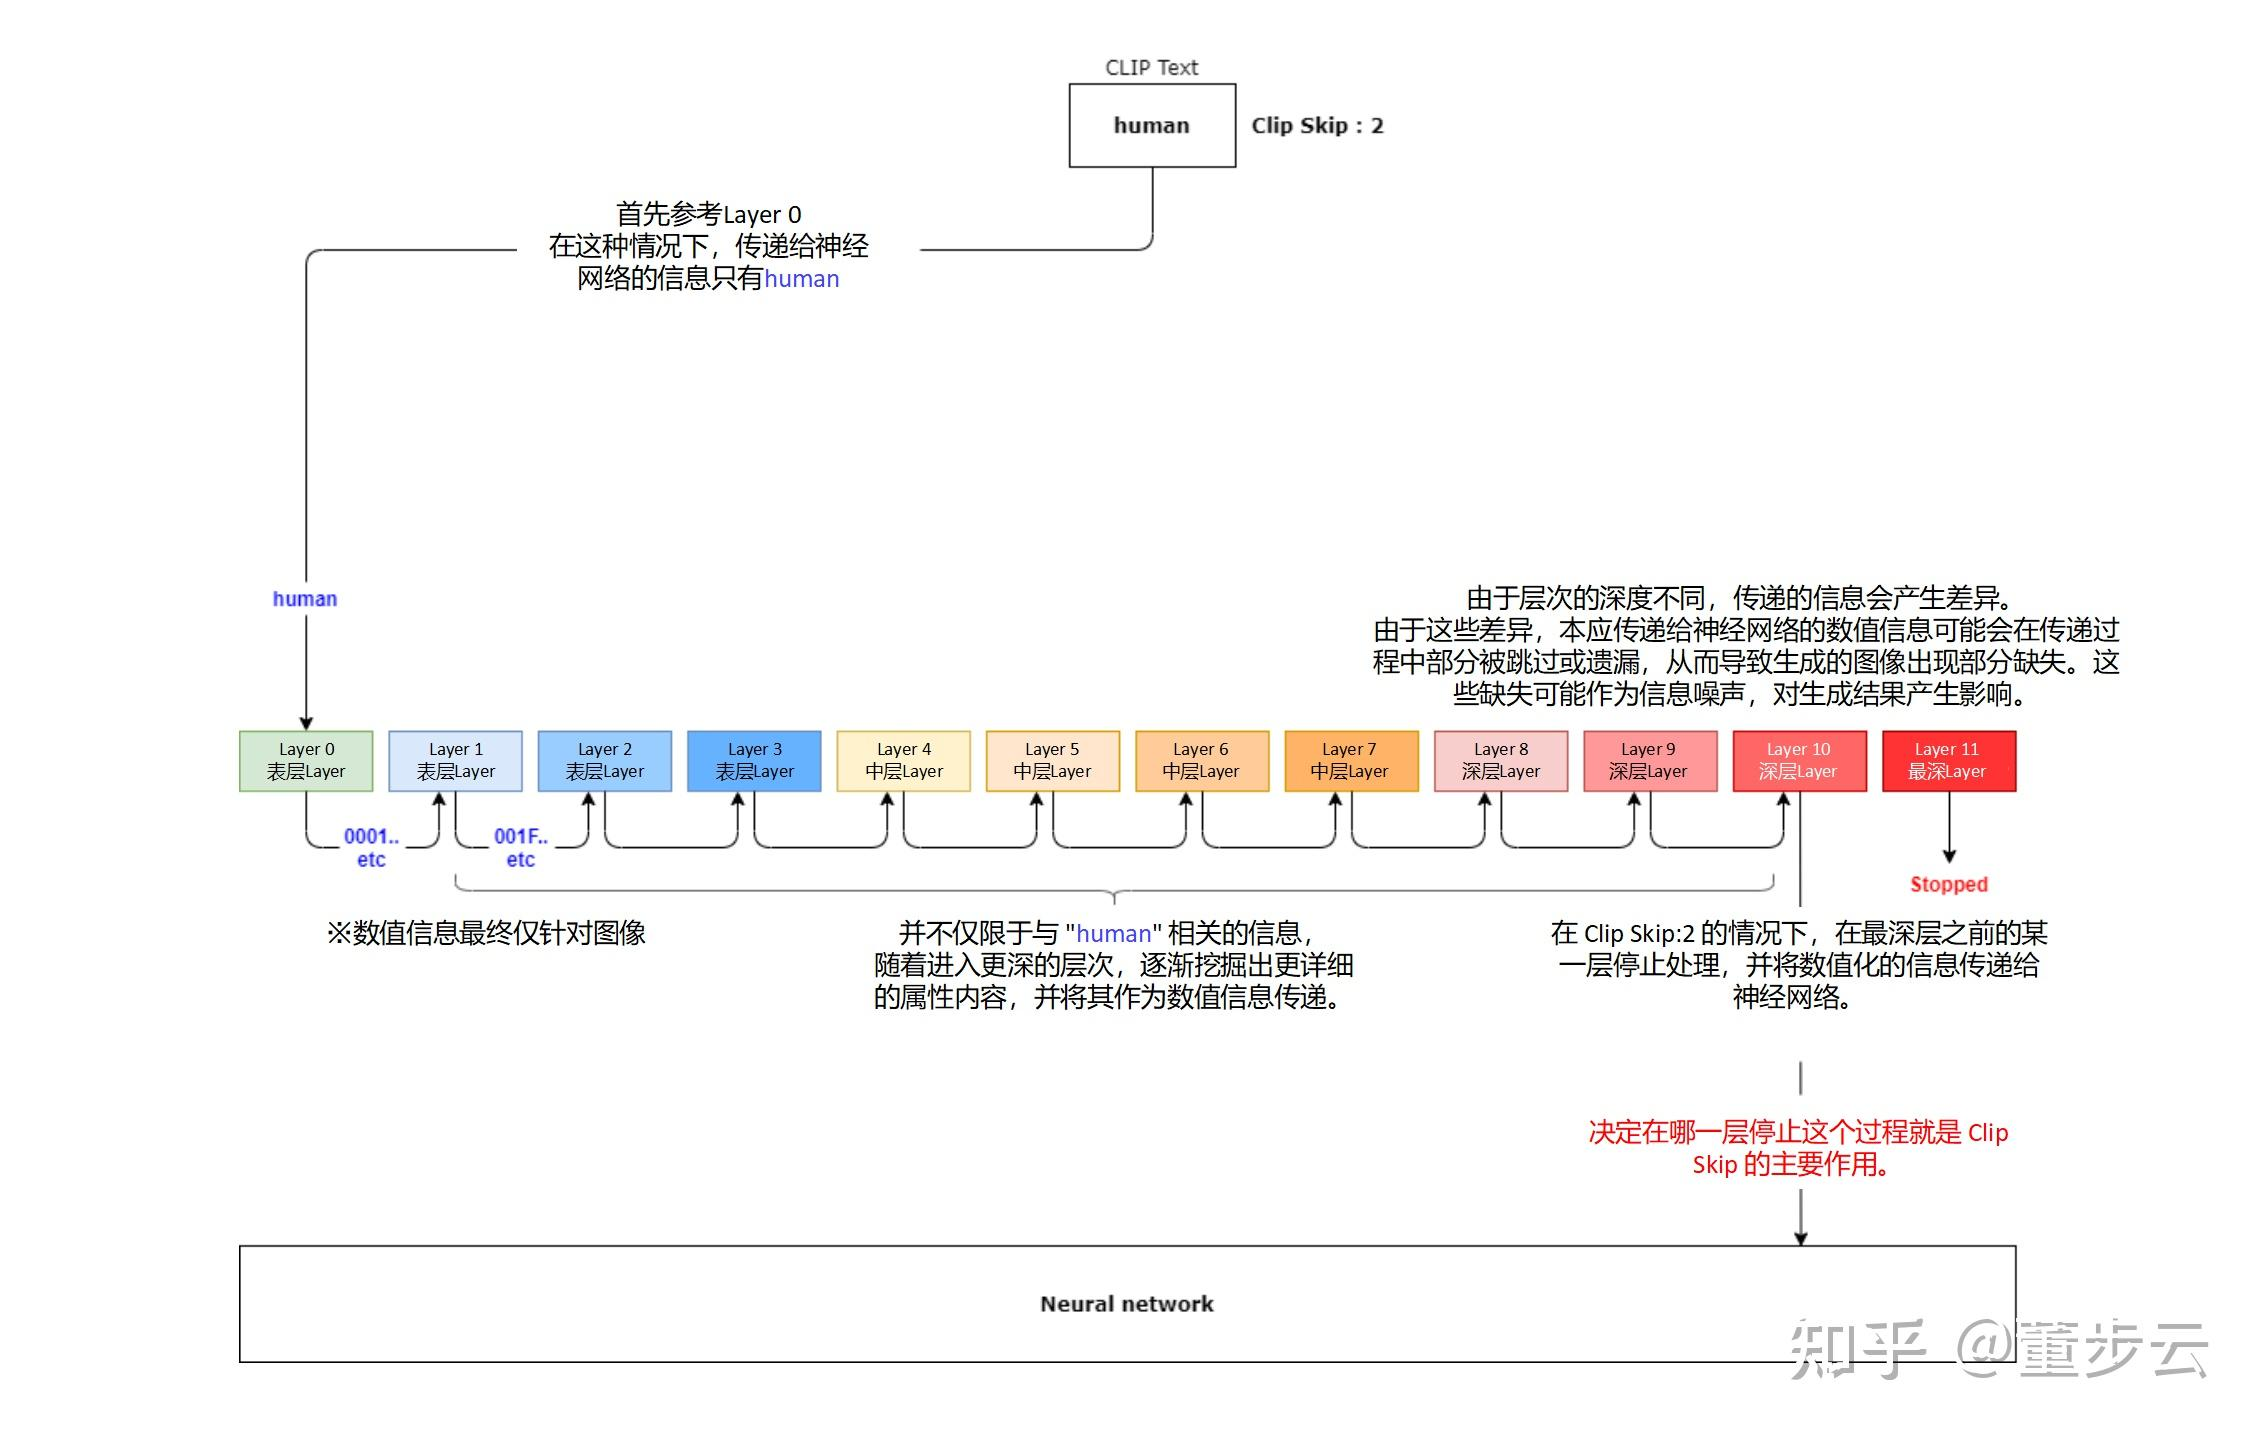 CLIP Text
human
Clip Skip : 2
首先参考Layer 0
在这种情况下，传递给神经
网络的信息只有human
human
由于层次的深度不同，传递的信息会产生差异。
由于这些差异，本应传递给神经网络的数值信息可能会在传递过
程中部分被跳过或遗漏，从而导致生成的图像出现部分缺失。这
些缺失可能作为信息噪声，对生成结果产生影响。
Layer 0
表层Layer
Layer 1
表层Layer
Layer 2
表层Layer
Layer 3
表层Layer
Layer 4
中层Layer
Layer 5
中层Layer
Layer 6
中层Layer
Layer 7
中层Layer
Layer 8
深层Layer
Layer 9
深层Layer
Layer 10
深层Layer
Layer 11
最深Layer
0001..
etc
001F..
etc
Stopped
※数值信息最终仅针对图像
并不仅限于与 "human" 相关的信息，
随着进入更深的层次，逐渐挖掘出更详细
的属性内容，并将其作为数值信息传递。
在 Clip Skip:2 的情况下，在最深层之前的某
一层停止处理，并将数值化的信息传递给
神经网络。
决定在哪一层停止这个过程就是 Clip
Skip 的主要作用。
Neural network
知乎 @董步云